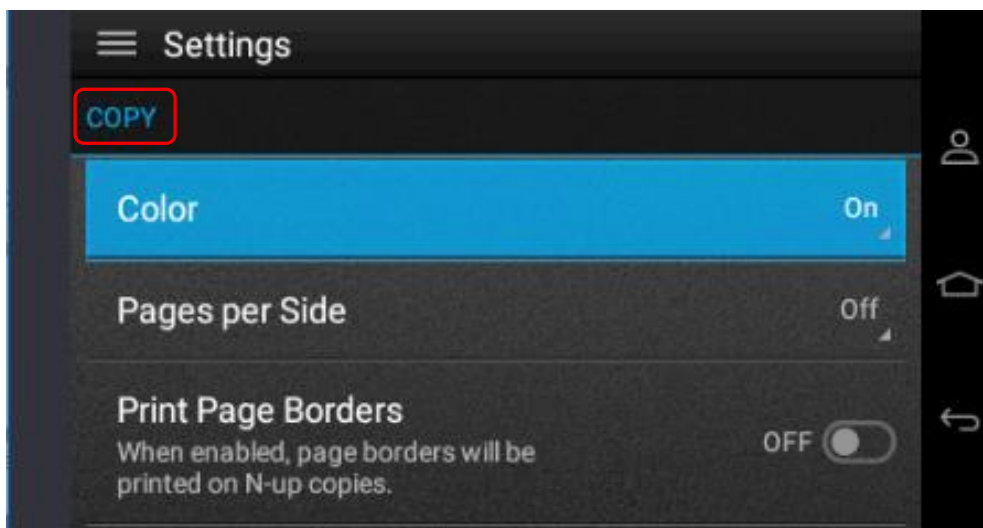 Settings
COPY
Color On
Pages per Side Off
Print Page Borders
When enabled, page borders will be
printed on N-up copies.
OFF